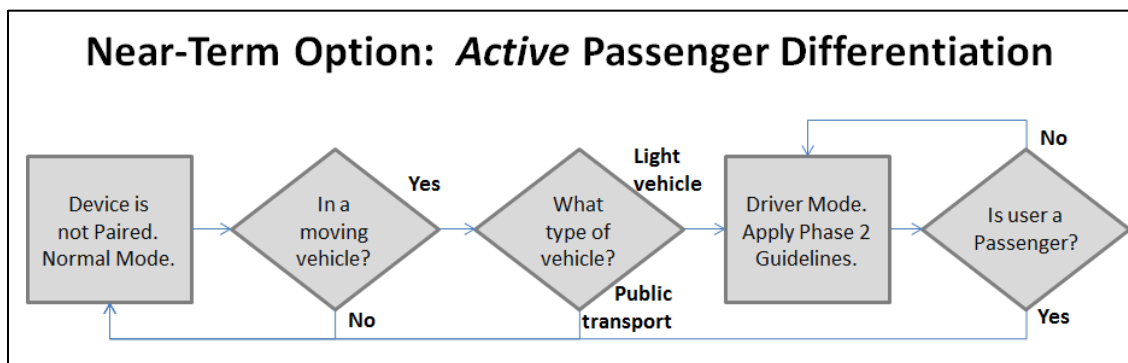 Near-Term Option: Active Passenger Differentiation
Device is
not Paired.
Normal Mode.
In a
moving
vehicle?
Yes
No
What
type of
vehicle?
Light
vehicle
Public
transport
Driver Mode.
Apply Phase 2
Guidelines.
Is user a
Passenger?
No
Yes